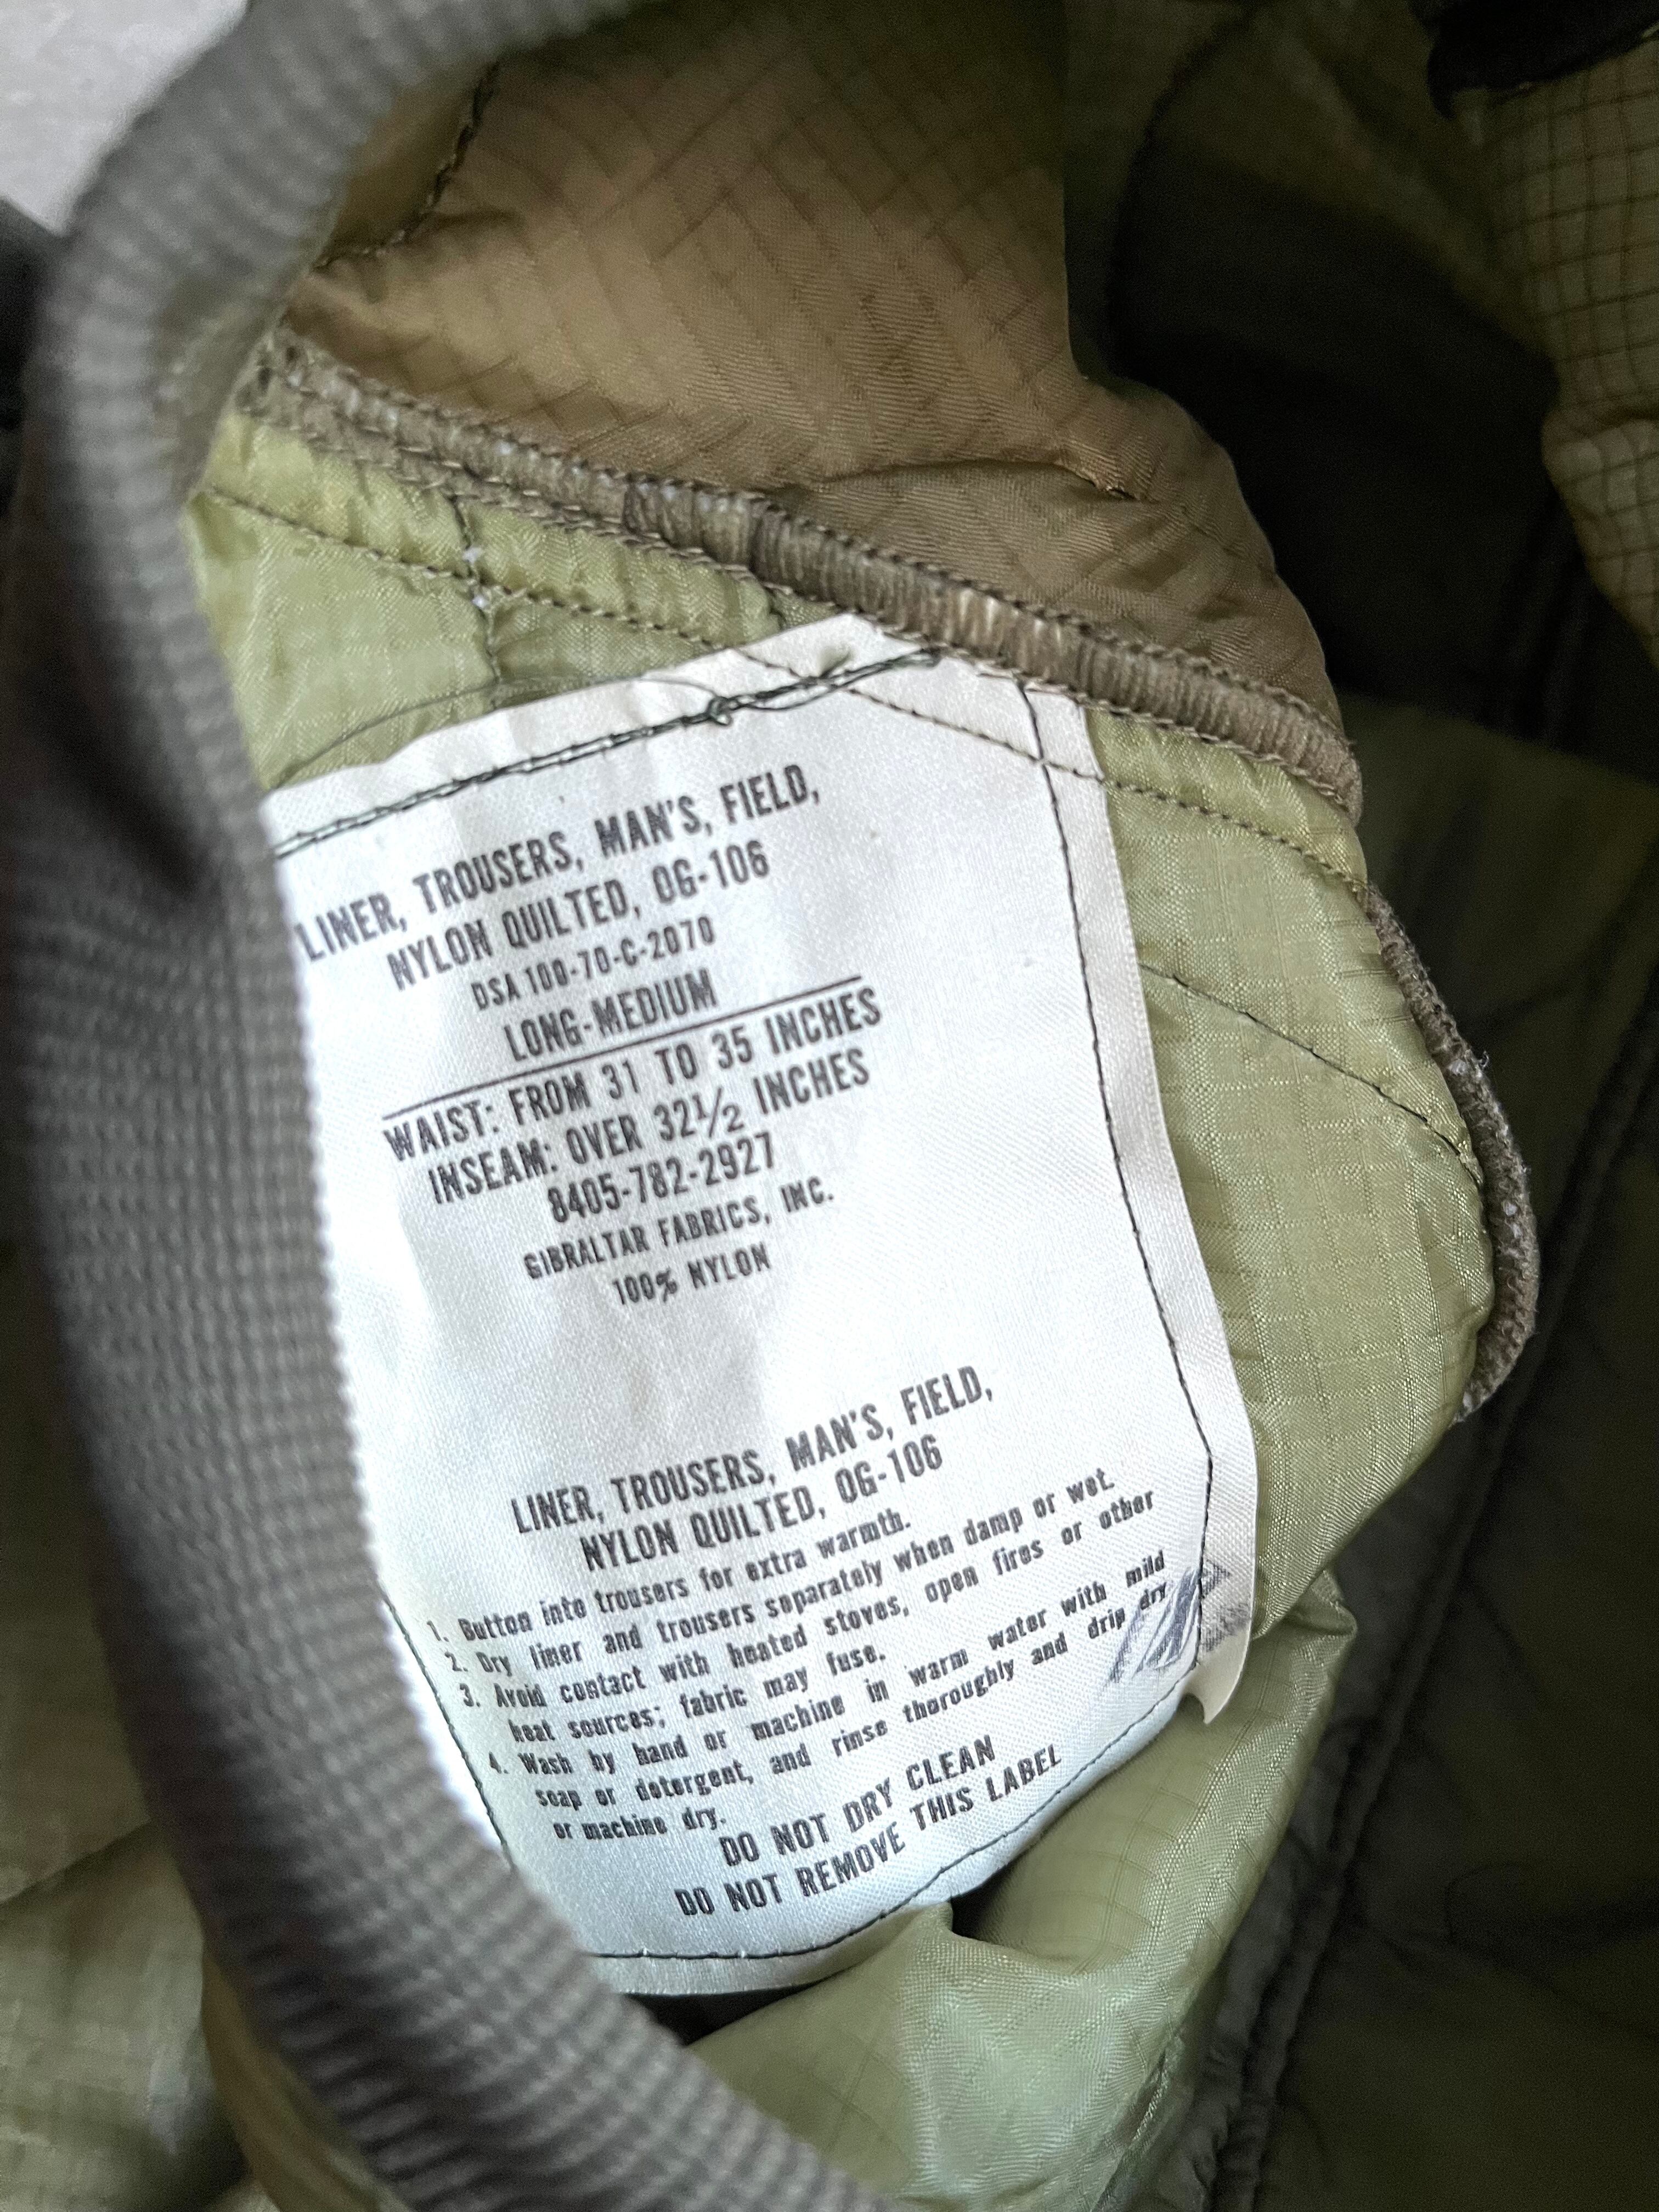 LINER, TROUSERS, MAN'S, FIELD,
NYLON QUILTED, OG-106
DSA 100-70-C-2070
LONG-MEDIUM
WAIST: FROM 31 TO 35 INCHES
INSEAM: OVER 32½ INCHES
8405-782-2927
GIBRALTAR FABRICS, INC.
100% NYLON
LINER, TROUSERS, MAN'S, FIELD,
NYLON QUILTED, OG-106
1. Button into trousers for extra warmth.
2. Dry liner and trousers separately when damp or wet.
3. Avoid contact with heated stoves, open fires or other
heat sources; fabric may fuse.
4. Wash by hand or machine in warm water with mild
soap or detergent, and rinse thoroughly and drip dry
or machine dry.
DO NOT DRY CLEAN
DO NOT REMOVE THIS LABEL